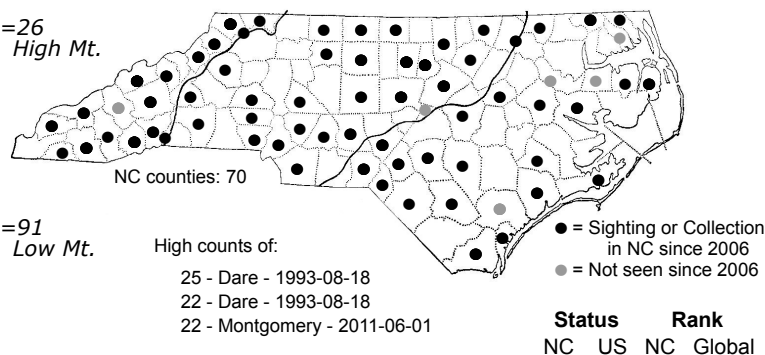 =26
High Mt.
NC counties: 70
=91
Low Mt.
High counts of:
25 - Dare - 1993-08-18
22 - Dare - 1993-08-18
22 - Montgomery - 2011-06-01
= Sighting or Collection
in NC since 2006
= Not seen since 2006
Status Rank
NC US NC Global